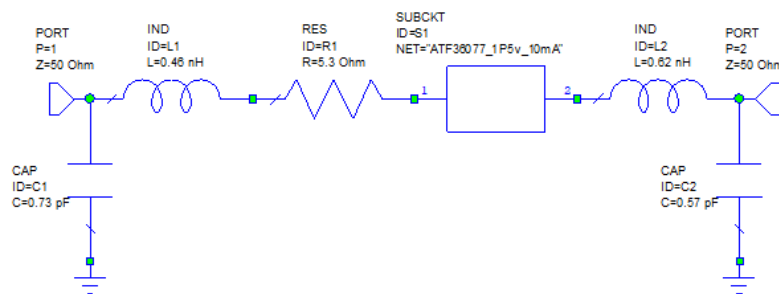 PORT
P=1
Z=50 Ohm
IND
ID=L1
L=0.46 nH
RES
ID=R1
R=5.3 Ohm
SUBCKT
ID=S1
NET="ATF36077_1P5v_10mA"
1
2
IND
ID=L2
L=0.62 nH
PORT
P=2
Z=50 Ohm
CAP
ID=C1
C=0.73 pF
CAP
ID=C2
C=0.57 pF